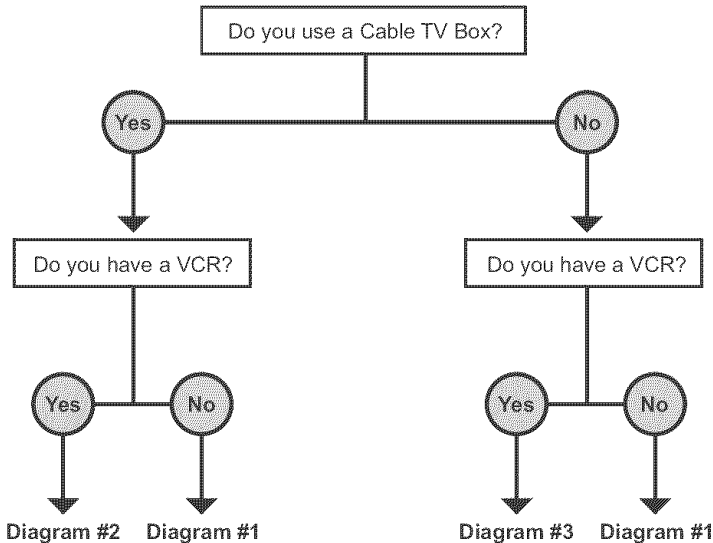 Do you use a Cable TV Box?
Yes
No
Do you have a VCR?
Do you have a VCR?
Yes
No
Yes
No
Diagram #2
Diagram #1
Diagram #3
Diagram #1